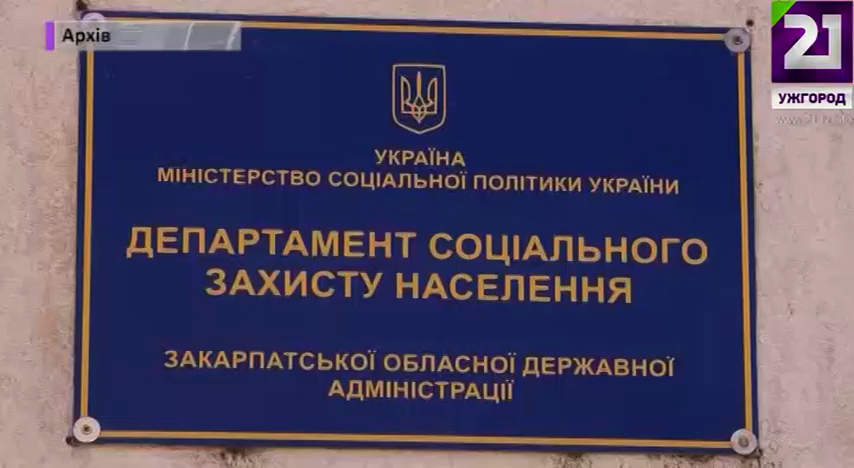 Архів
21
УЖГОРОД
УКРАЇНА
МІНІСТЕРСТВО СОЦІАЛЬНОЇ ПОЛІТИКИ УКРАЇНИ
ДЕПАРТАМЕНТ СОЦІАЛЬНОГО
ЗАХИСТУ НАСЕЛЕННЯ
ЗАКАРПАТСЬКОЇ ОБЛАСНОЇ ДЕРЖАВНОЇ
АДМІНІСТРАЦІЇ